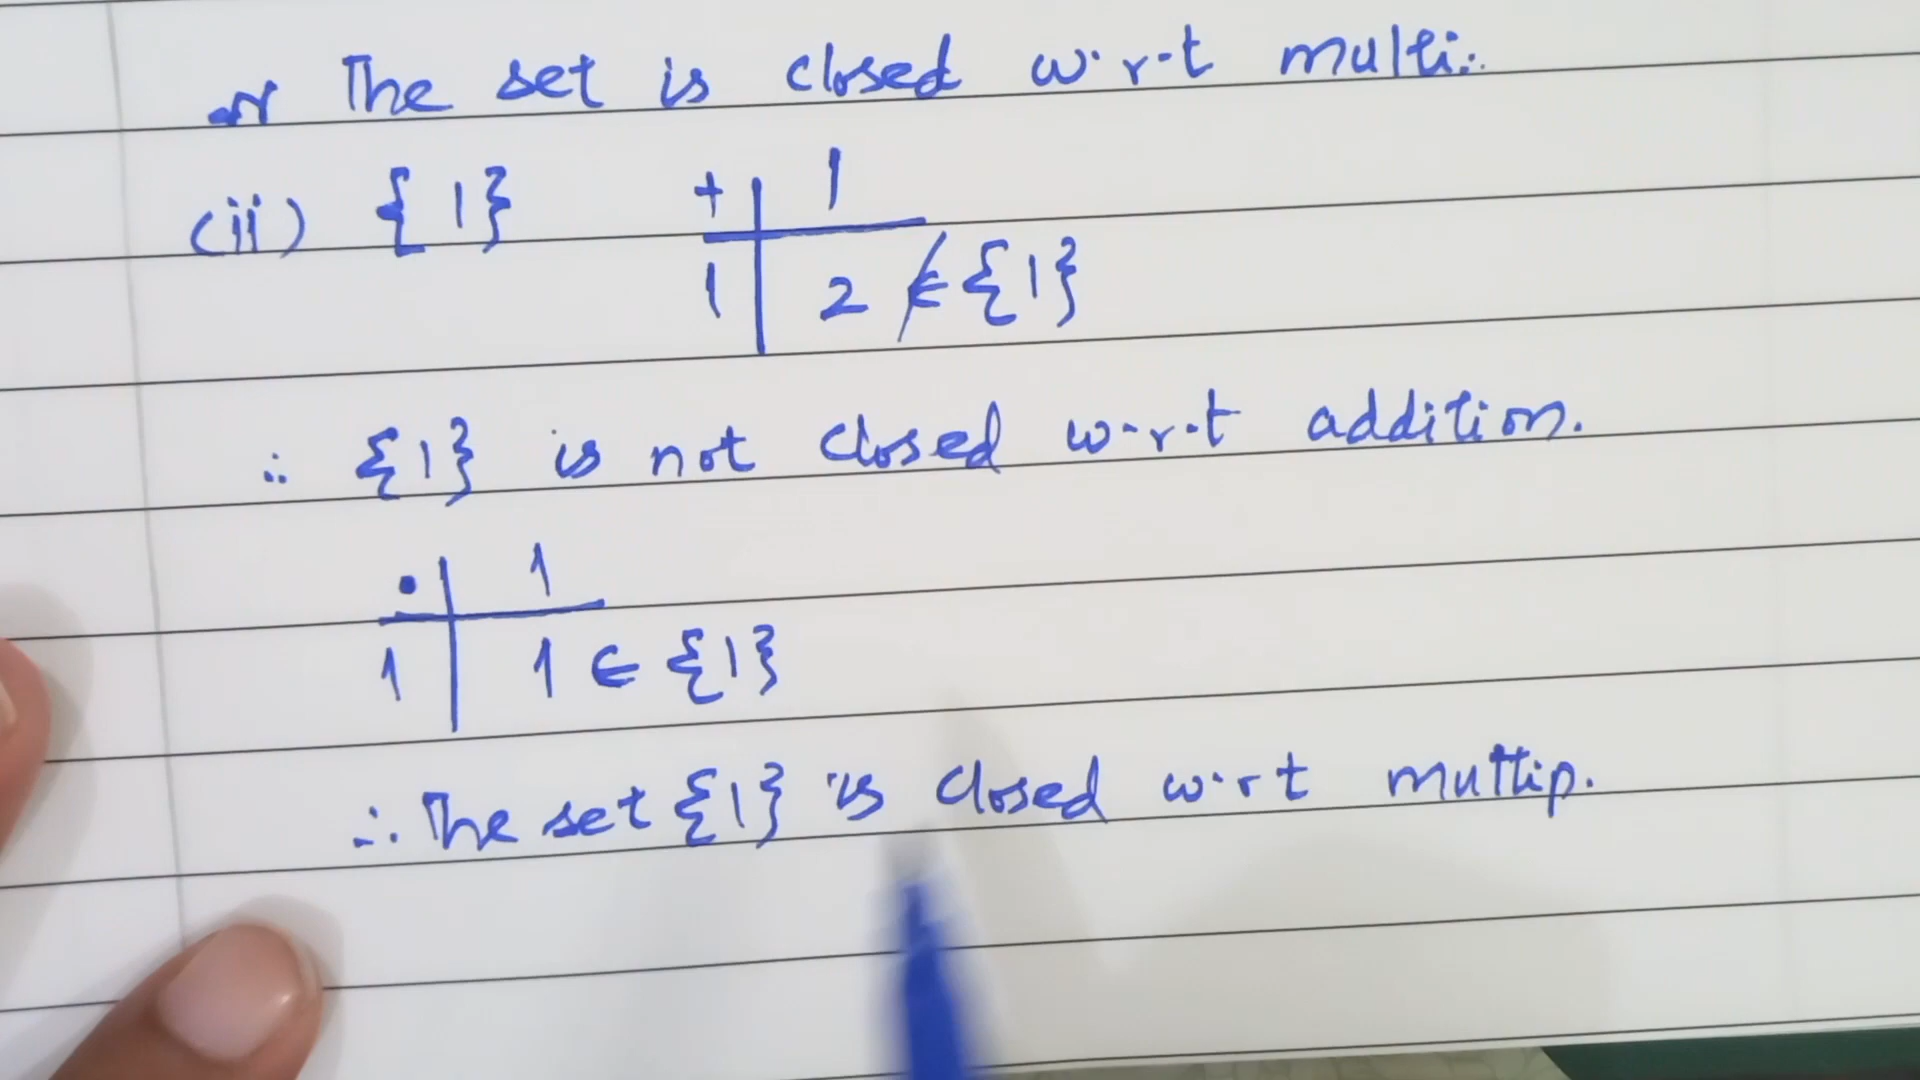 The set is closed w.r.t multi.
(ii) {1} + | 1
1 | 2 ∉ {1}
∴ {1} is not closed w.r.t addition.
• | 1
1 | 1 ∈ {1}
∴ The set {1} is closed w.r.t multip.